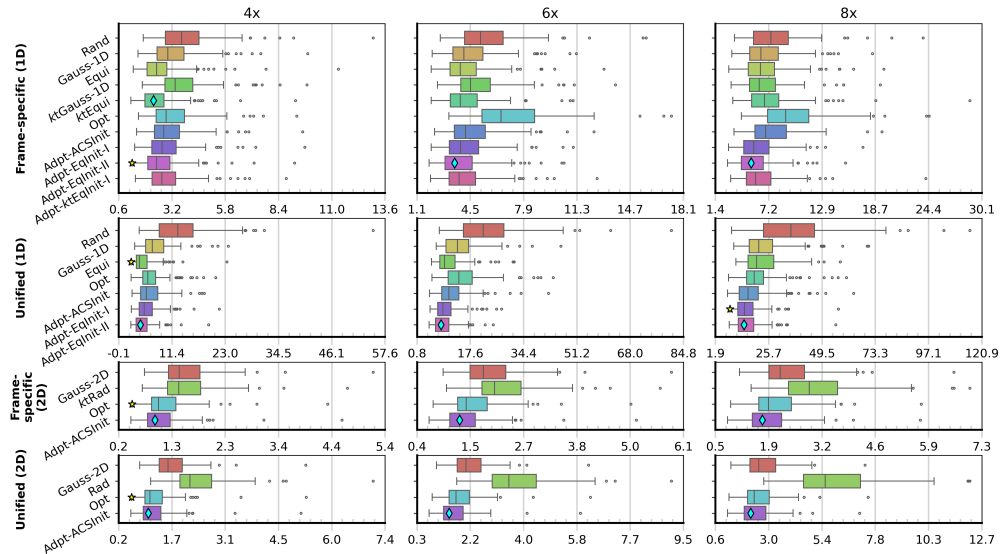 4x 6x 8x
Frame-specific (1D)
Rand
Gauss-1D
Equi
ktGauss-1D
ktEqui
Opt
Adpt-ACSInit
Adpt-EqInit-I
Adpt-EqInit-II
Adpt-ktEqInit-I
0.6 3.2 5.8 8.4 11.0 13.6
1.1 4.5 7.9 11.3 14.7 18.1
1.4 7.2 12.9 18.7 24.4 30.1
Unified (1D)
Rand
Gauss-1D
Equi
Opt
Adpt-ACSInit
Adpt-EqInit-I
Adpt-EqInit-II
-0.1 11.4 23.0 34.5 46.1 57.6
0.8 17.6 34.4 51.2 68.0 84.8
1.9 25.7 49.5 73.3 97.1 120.9
Frame-
specific
(2D)
Gauss-2D
ktRad
Opt
Adpt-ACSInit
0.2 1.3 2.3 3.3 4.4 5.4
0.4 1.5 2.7 3.8 4.9 6.1
0.5 1.9 3.2 4.6 5.9 7.3
Unified (2D)
Gauss-2D
Rad
Opt
Adpt-ACSInit
0.2 1.7 3.1 4.5 5.9 7.4
0.3 2.2 4.0 5.8 7.7 9.5
0.6 3.0 5.4 7.8 10.3 12.7